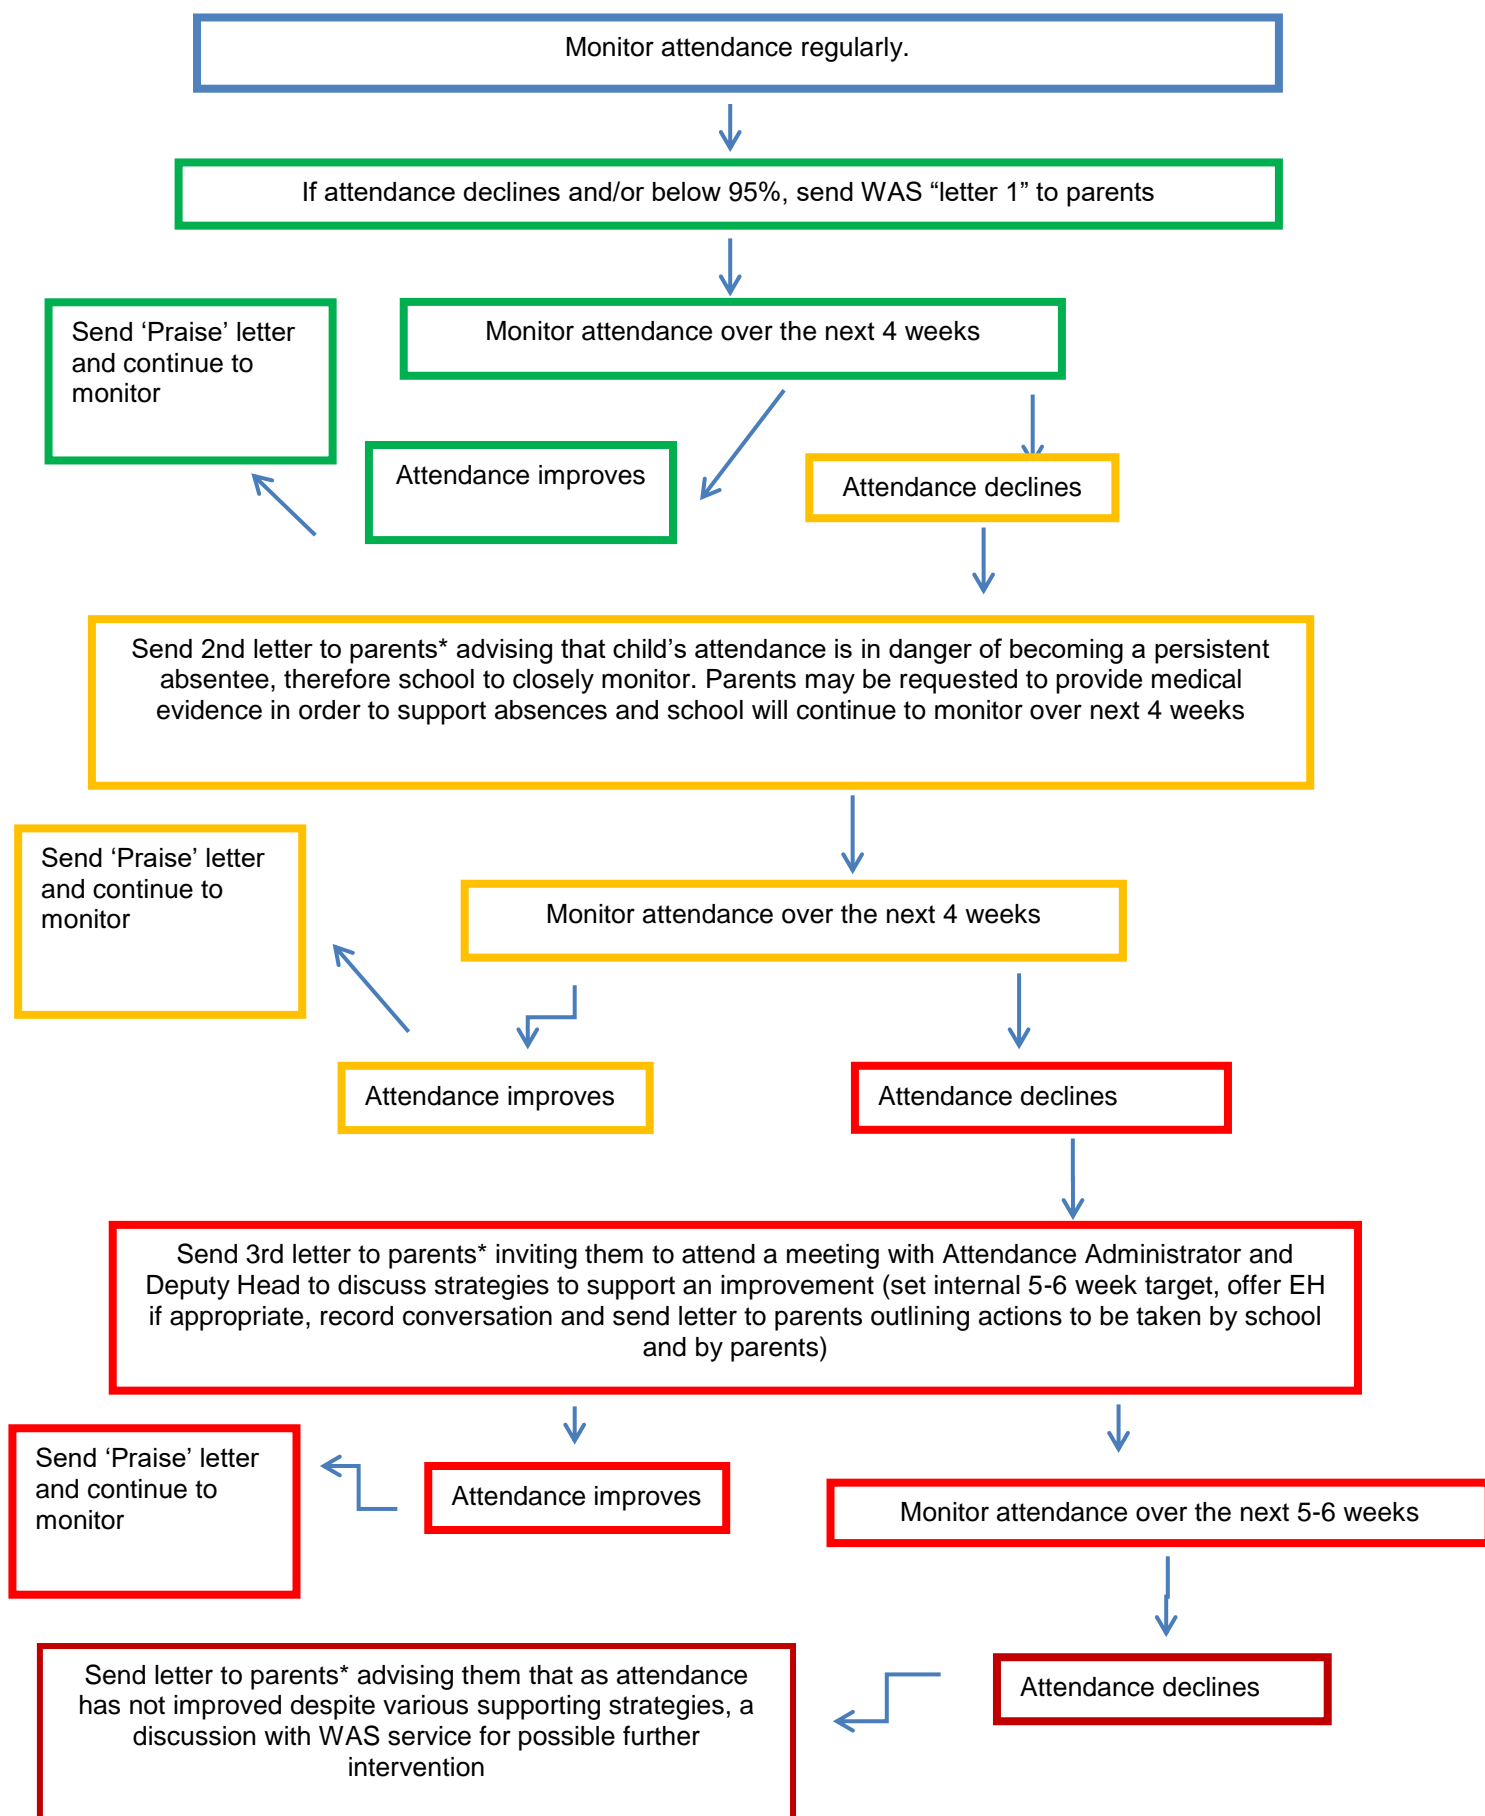 Monitor attendance regularly.
If attendance declines and/or below 95%, send WAS “letter 1” to parents
Send ‘Praise’ letter
and continue to
monitor
Monitor attendance over the next 4 weeks
Attendance improves
Attendance declines
Send 2nd letter to parents* advising that child’s attendance is in danger of becoming a persistent
absentee, therefore school to closely monitor. Parents may be requested to provide medical
evidence in order to support absences and school will continue to monitor over next 4 weeks
Send ‘Praise’ letter
and continue to
monitor
Monitor attendance over the next 4 weeks
Attendance improves
Attendance declines
Send 3rd letter to parents* inviting them to attend a meeting with Attendance Administrator and
Deputy Head to discuss strategies to support an improvement (set internal 5-6 week target, offer EH
if appropriate, record conversation and send letter to parents outlining actions to be taken by school
and by parents)
Send ‘Praise’ letter
and continue to
monitor
Attendance improves
Monitor attendance over the next 5-6 weeks
Send letter to parents* advising them that as attendance
has not improved despite various supporting strategies, a
discussion with WAS service for possible further
intervention
Attendance declines